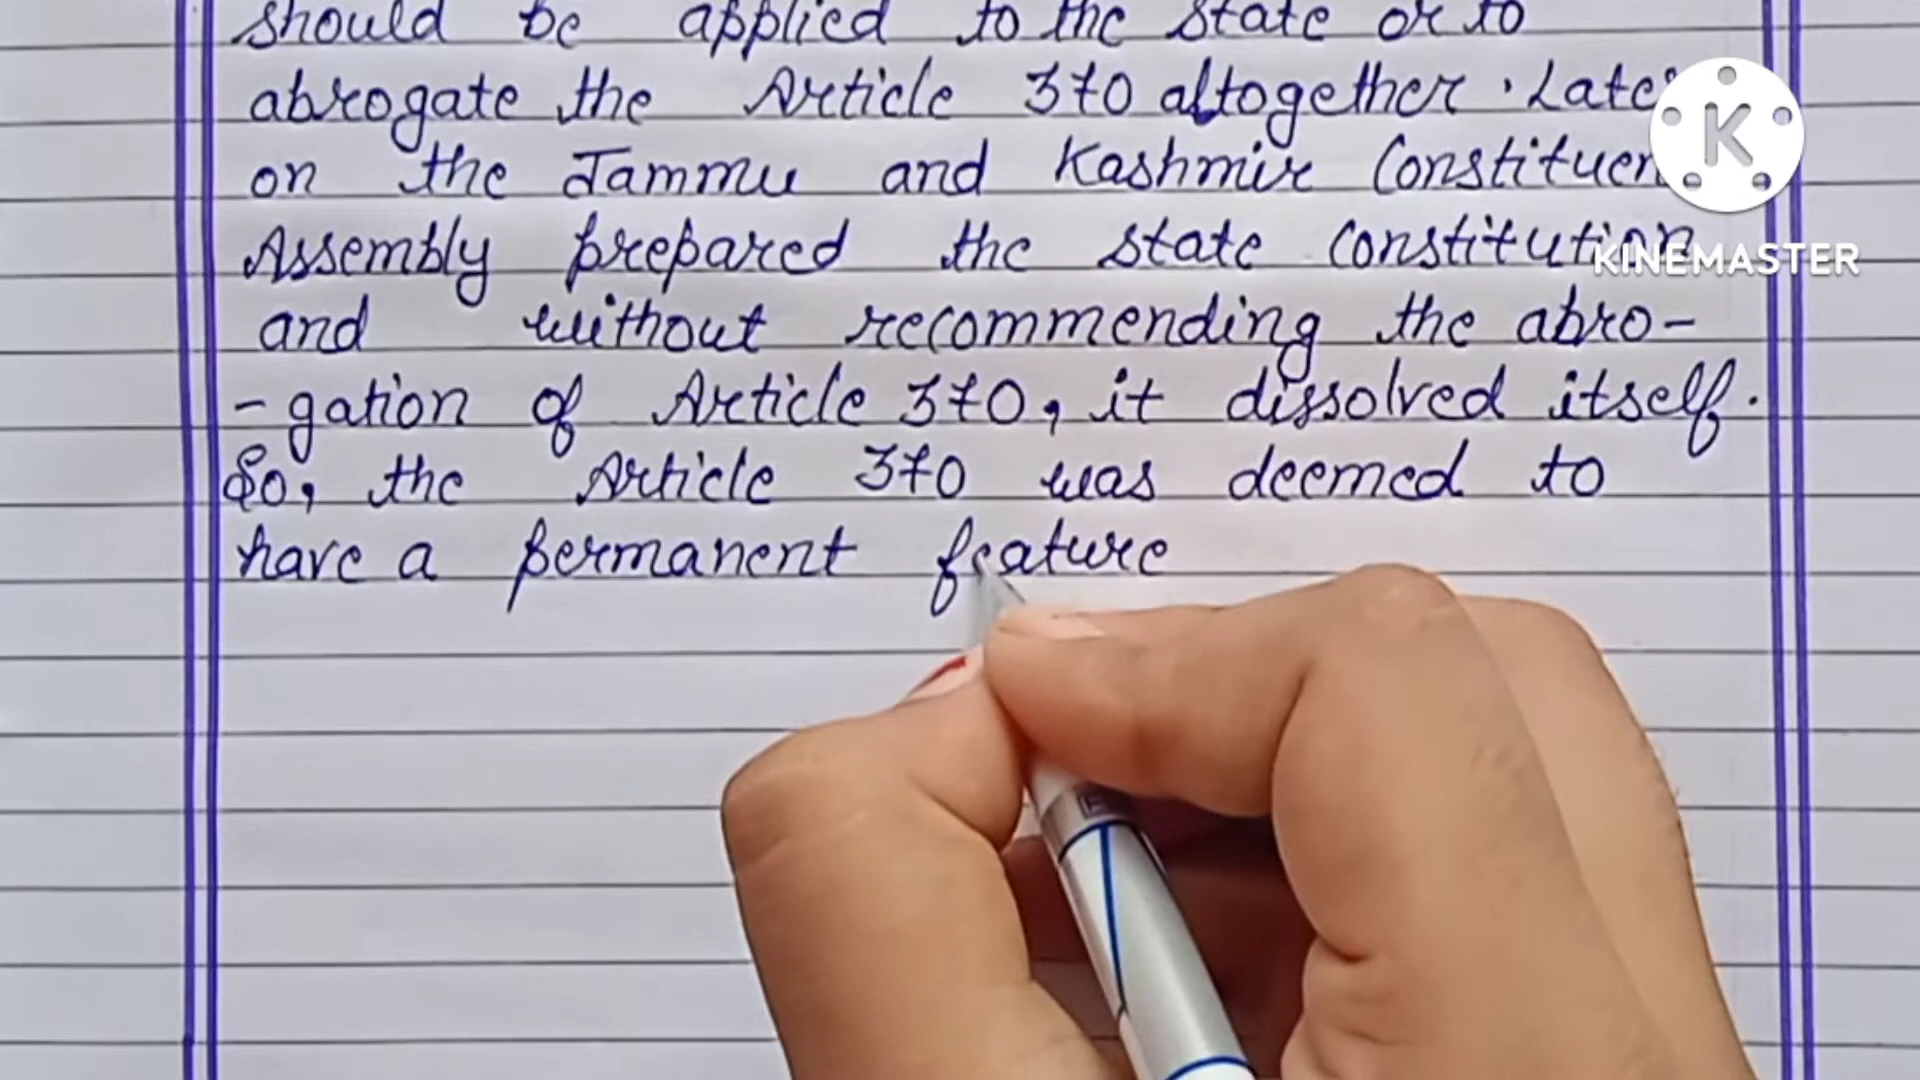 should be applied to the state or to
abrogate the Article 370 altogether. Later
on the Jammu and Kashmir Constituent
Assembly prepared the state constitution
and without recommending the abro-
-gation of Article 370, it dissolved itself.
So, the Article 370 was deemed to
have a permanent feature
K
KINEMASTER